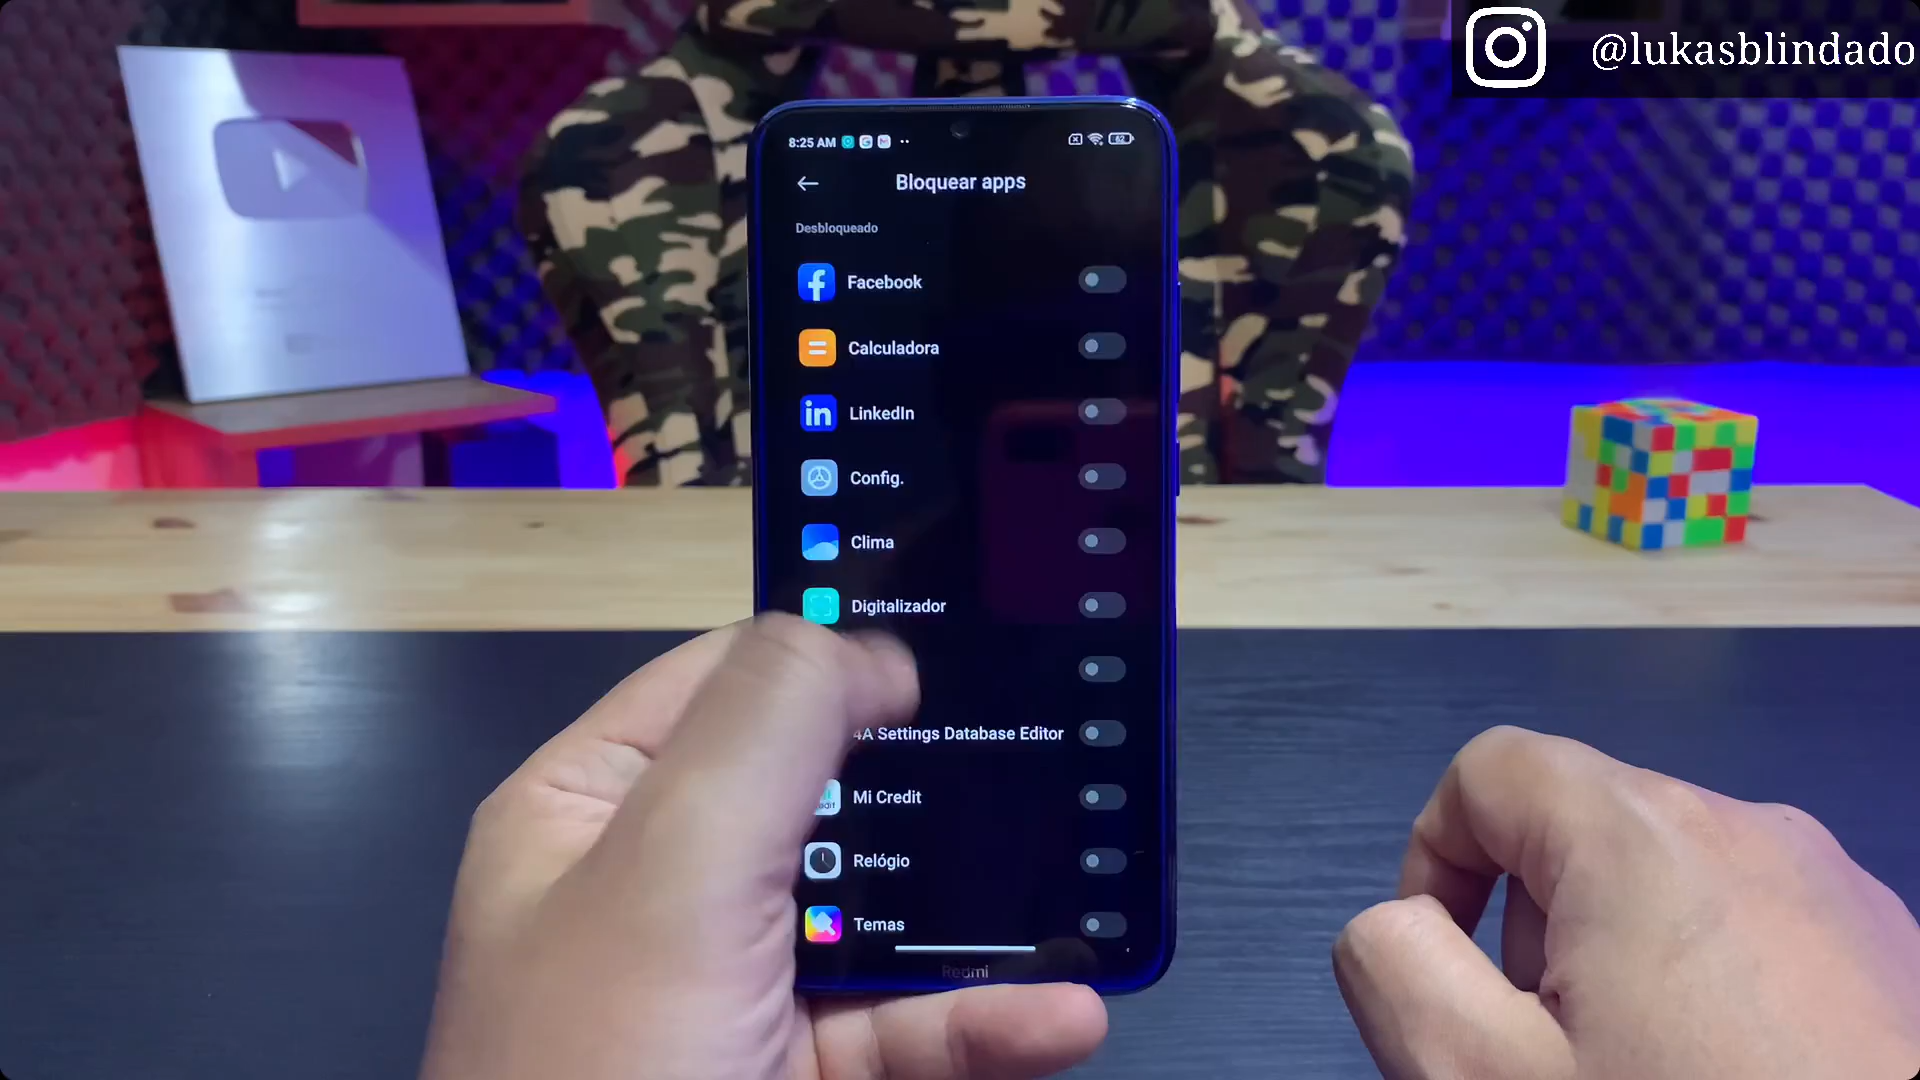 @lukasblindado
8:25 AM
62
Bloquear apps
Desbloqueado
Facebook
Calculadora
LinkedIn
Config.
Clima
Digitalizador
4A Settings Database Editor
Mi Credit
Relógio
Temas
Redmi